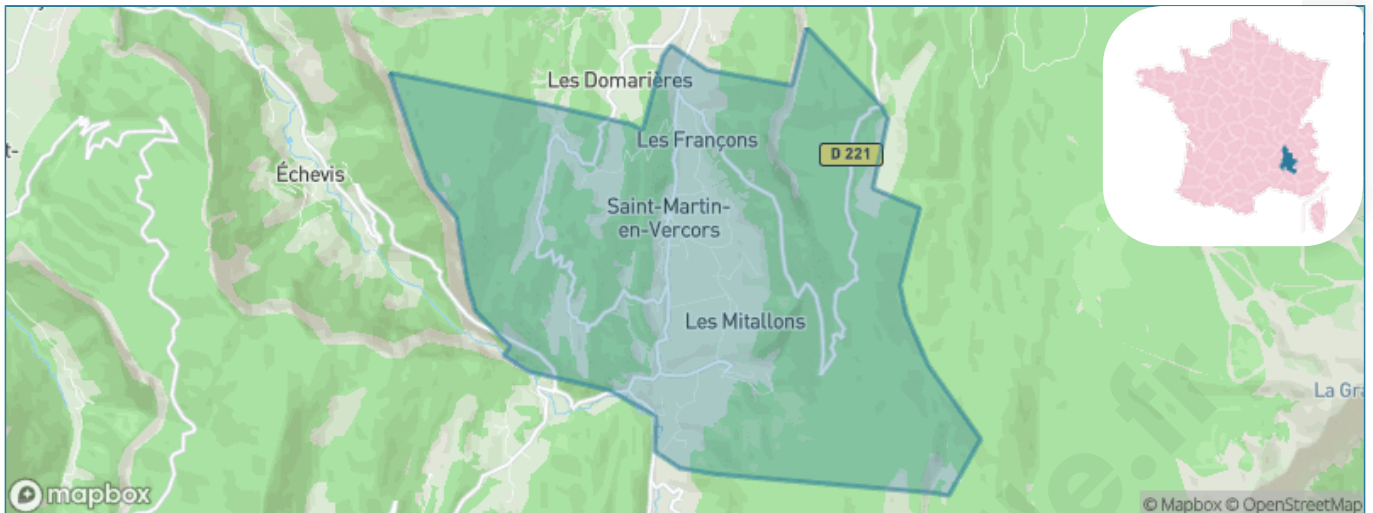 Les Domarières
Les Françons
D 221
t-
Échevis
Saint-Martin-
en-Vercors
Les Mitallons
La Gra
mapbox
© Mapbox © OpenStreetMap